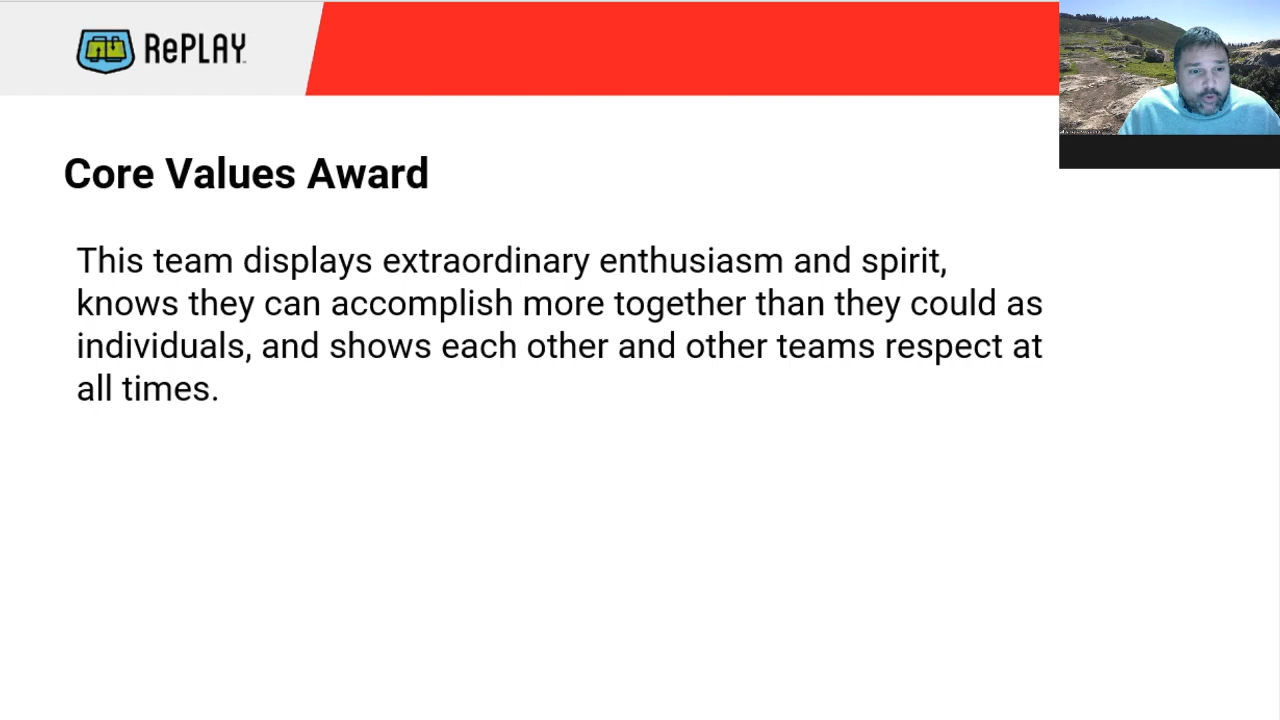 RePLAY
Core Values Award
This team displays extraordinary enthusiasm and spirit,
knows they can accomplish more together than they could as
individuals, and shows each other and other teams respect at
all times.